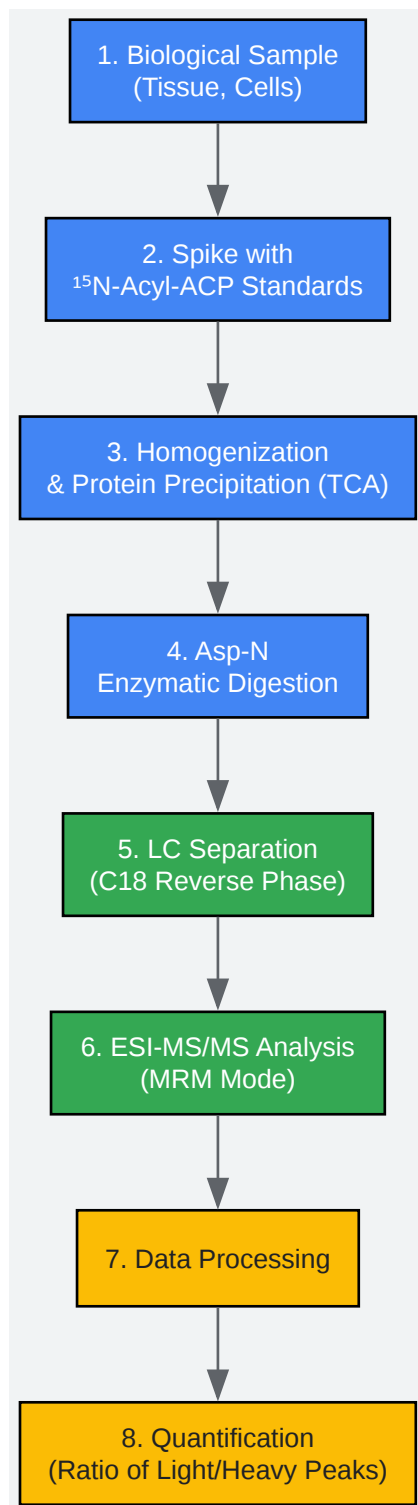 1. Biological Sample
(Tissue, Cells)
2. Spike with
¹⁵N-Acyl-ACP Standards
3. Homogenization
& Protein Precipitation (TCA)
4. Asp-N
Enzymatic Digestion
5. LC Separation
(C18 Reverse Phase)
6. ESI-MS/MS Analysis
(MRM Mode)
7. Data Processing
8. Quantification
(Ratio of Light/Heavy Peaks)